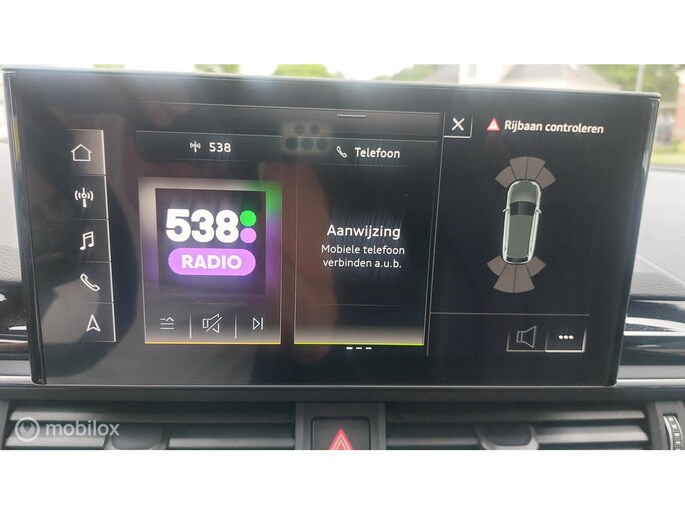 538
Telefoon
Rijbaan controleren
538
RADIO
Aanwijzing
Mobiele telefoon
verbinden a.u.b.
mobilox